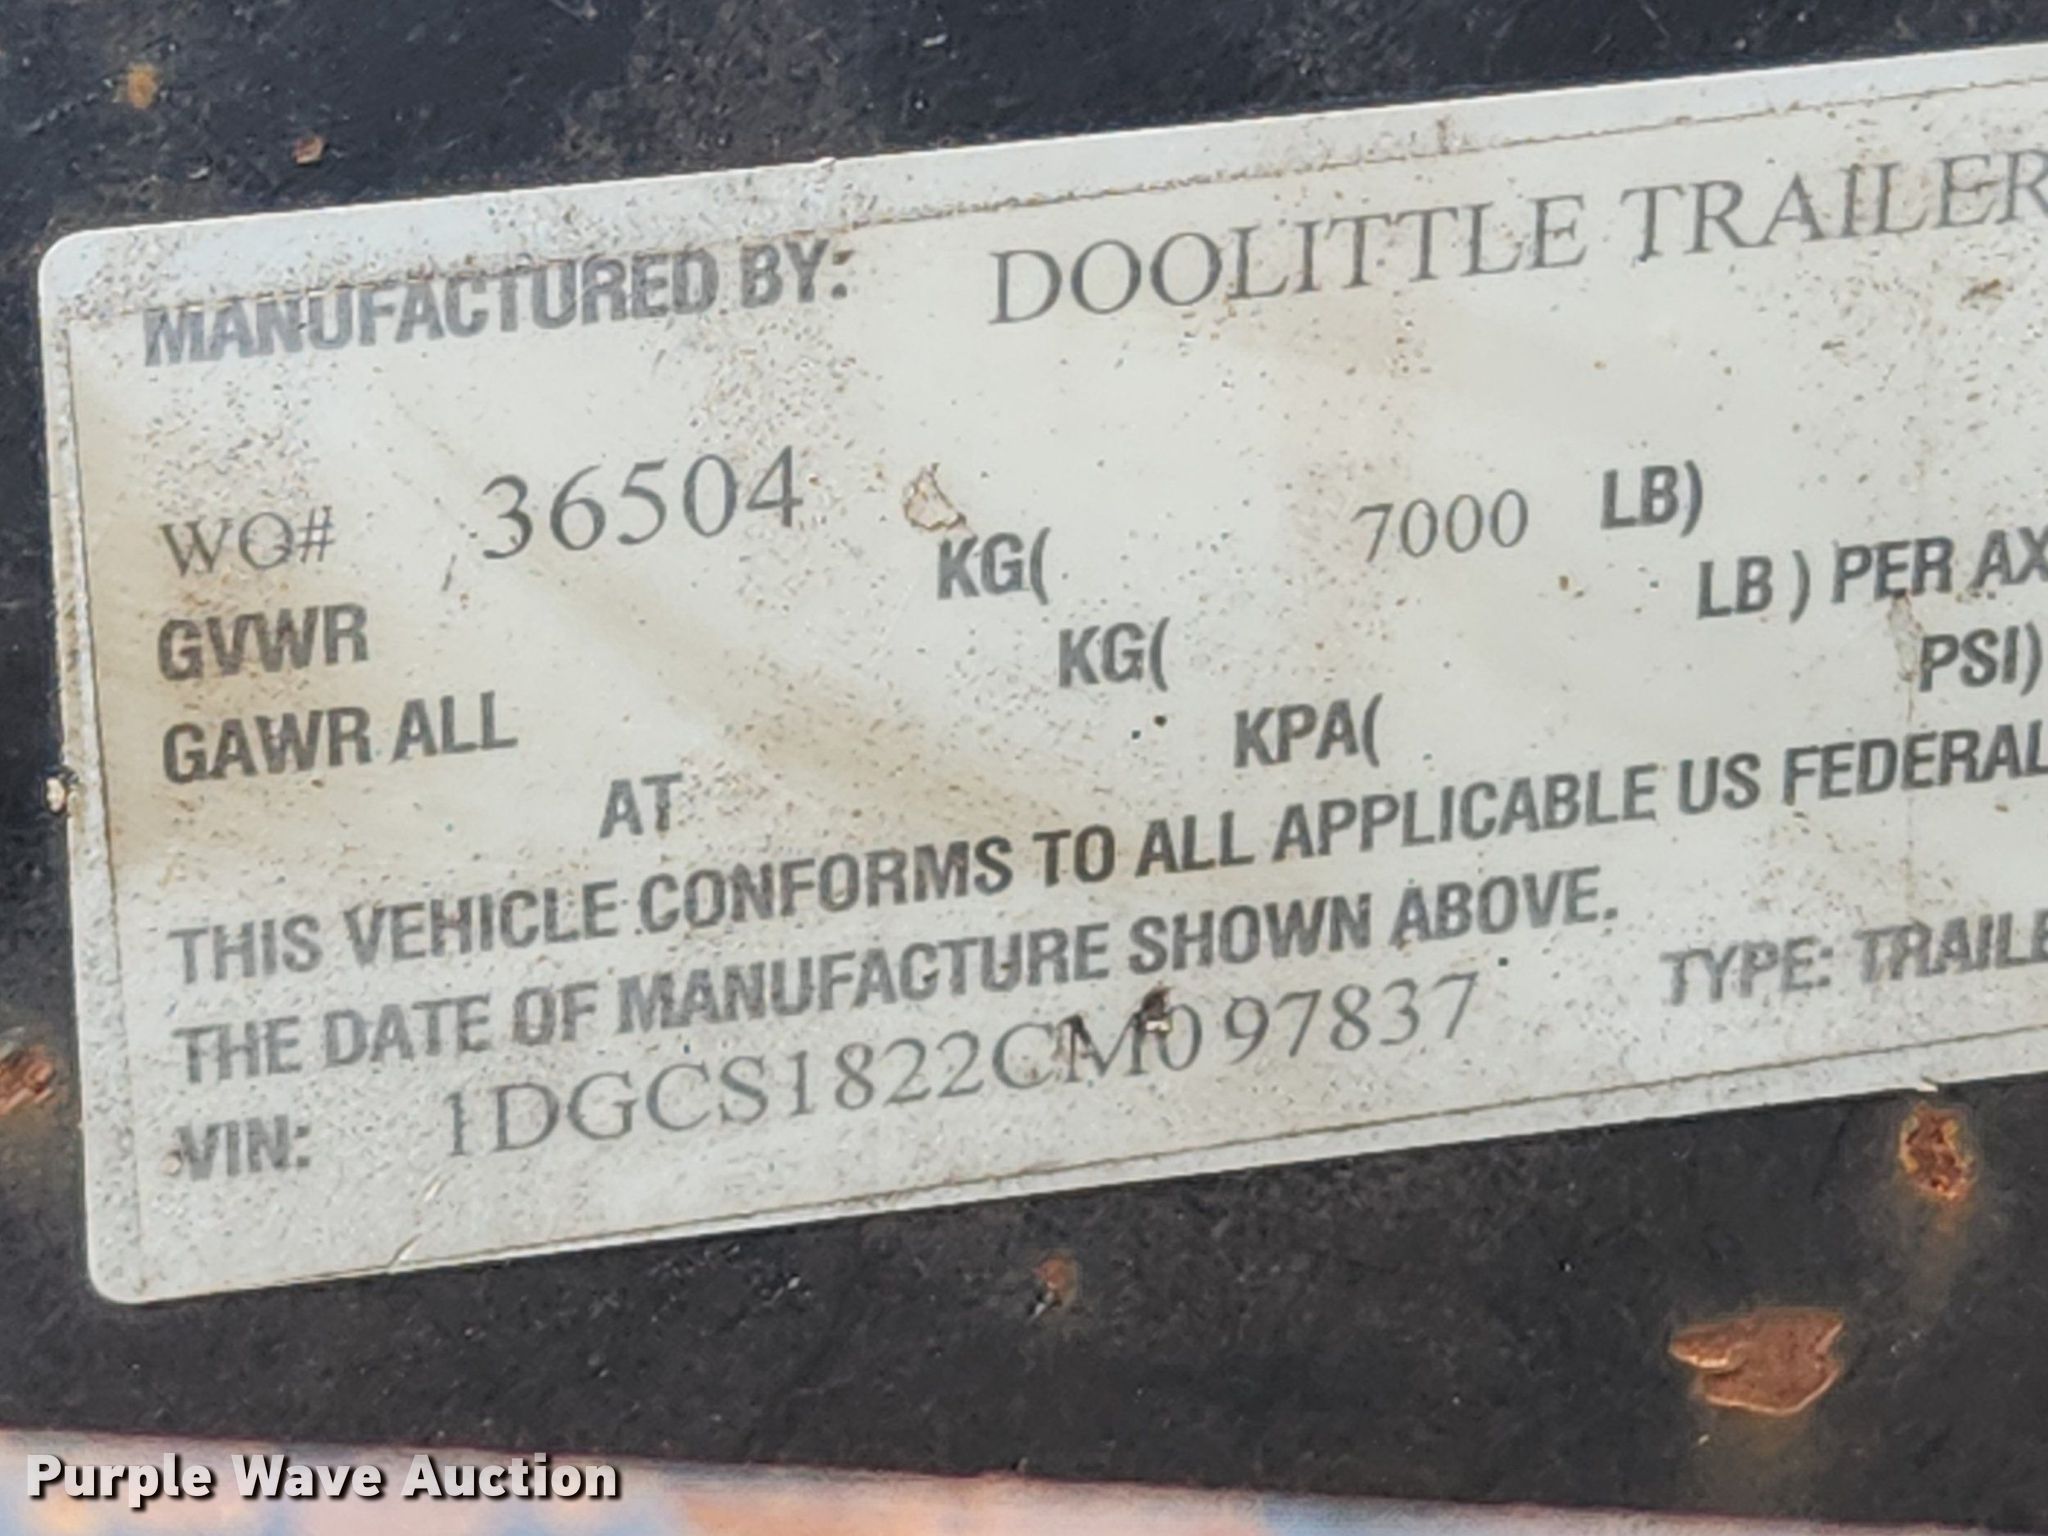 MANUFACTURED BY: DOOLITTLE TRAILER
WO# 36504
GVWR KG( 7000 LB)
GAWR ALL KG( LB ) PER AX
AT KPA( PSI)
THIS VEHICLE CONFORMS TO ALL APPLICABLE US FEDERAL
THE DATE OF MANUFACTURE SHOWN ABOVE.
VIN: 1DGCS1822CM097837 TYPE: TRAILE
Purple Wave Auction